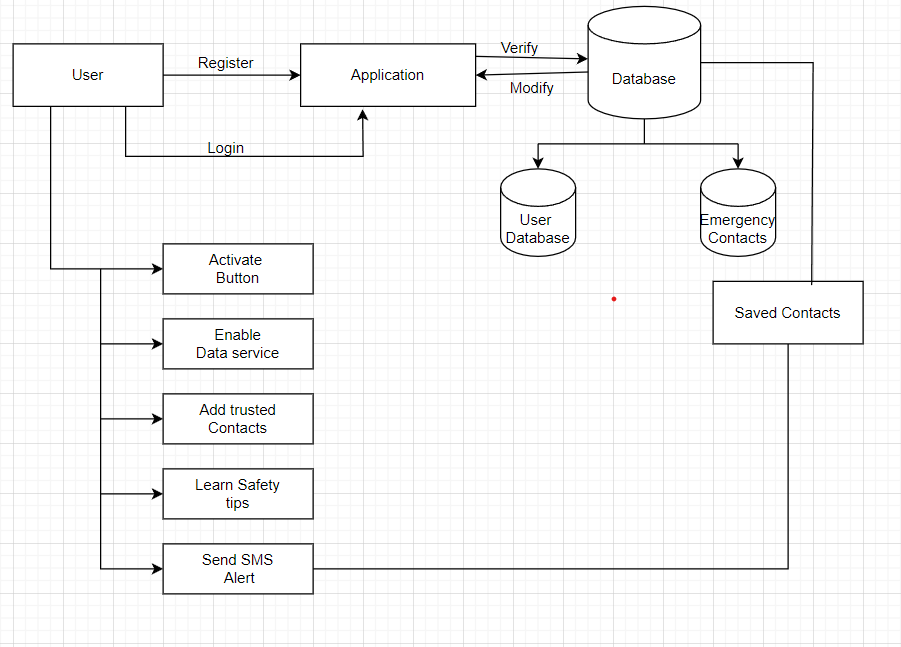 User
Register
Application
Verify
Modify
Database
Login
User
Database
Emergency
Contacts
Activate
Button
Enable
Data service
Saved Contacts
Add trusted
Contacts
Learn Safety
tips
Send SMS
Alert